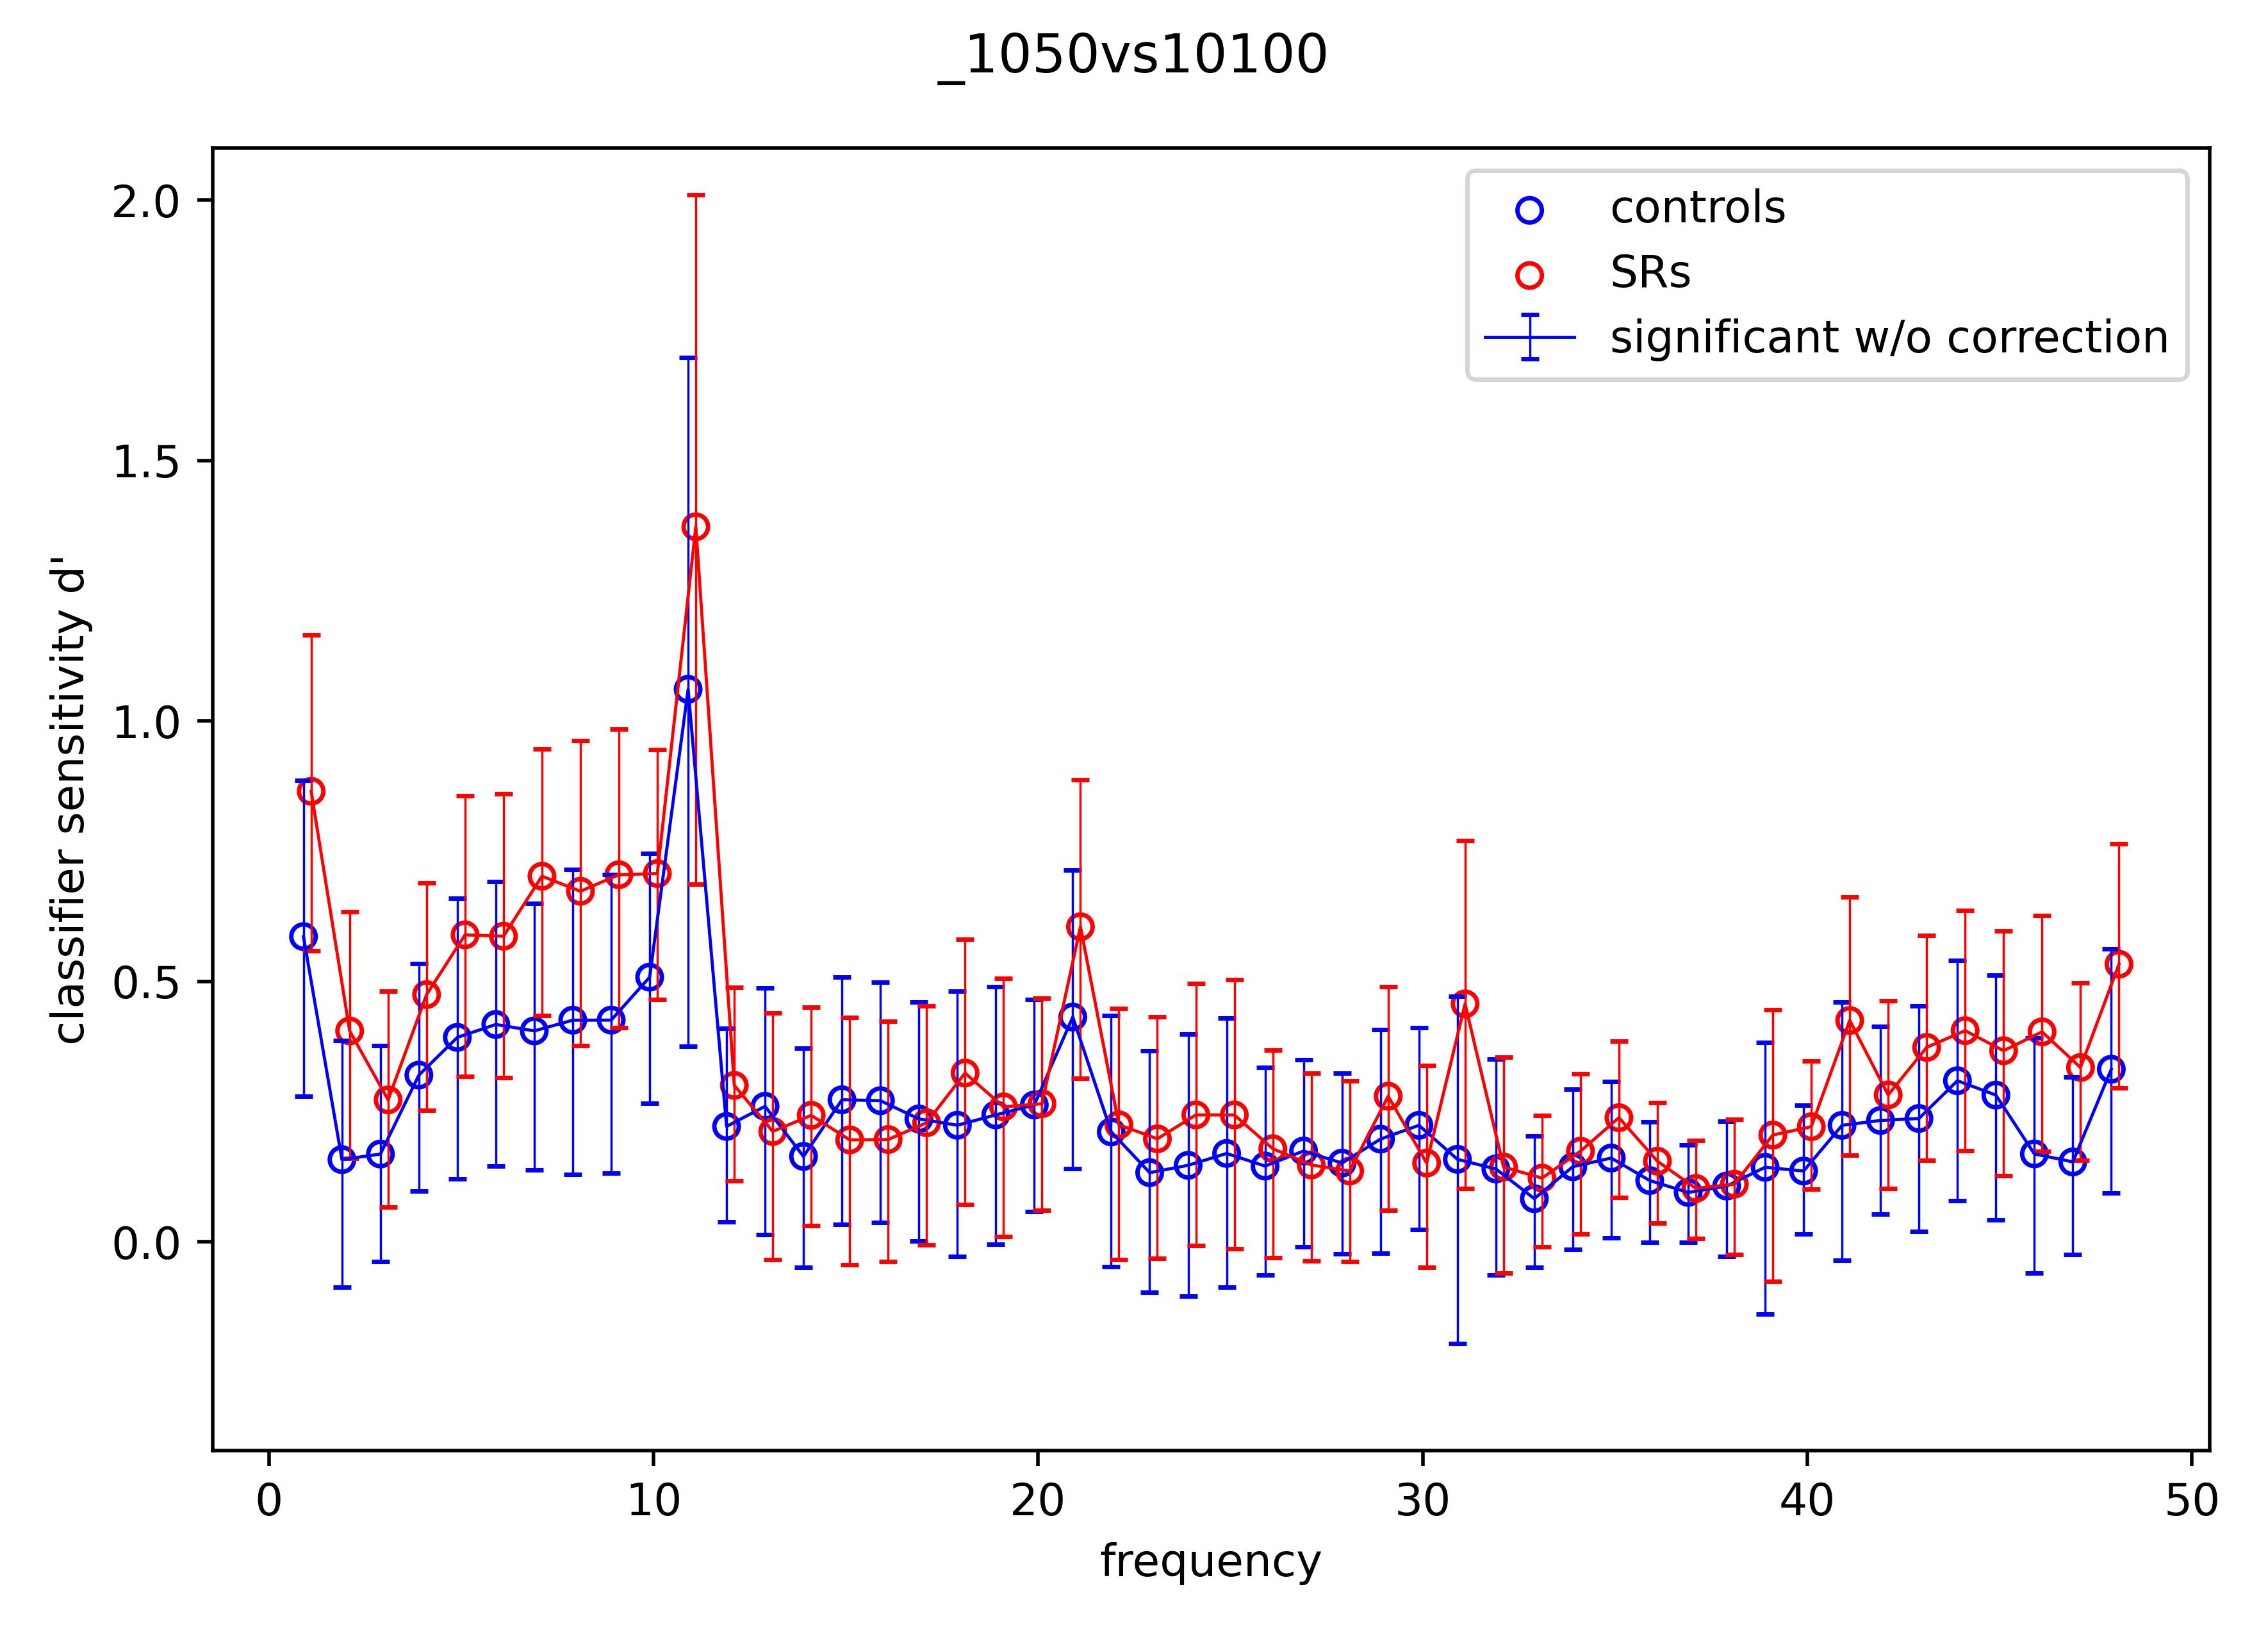 _1050vs10100
controls
SRs
significant w/o correction
2.0
1.5
1.0
0.5
0.0
classifier sensitivity d'
0 10 20 30 40 50
frequency